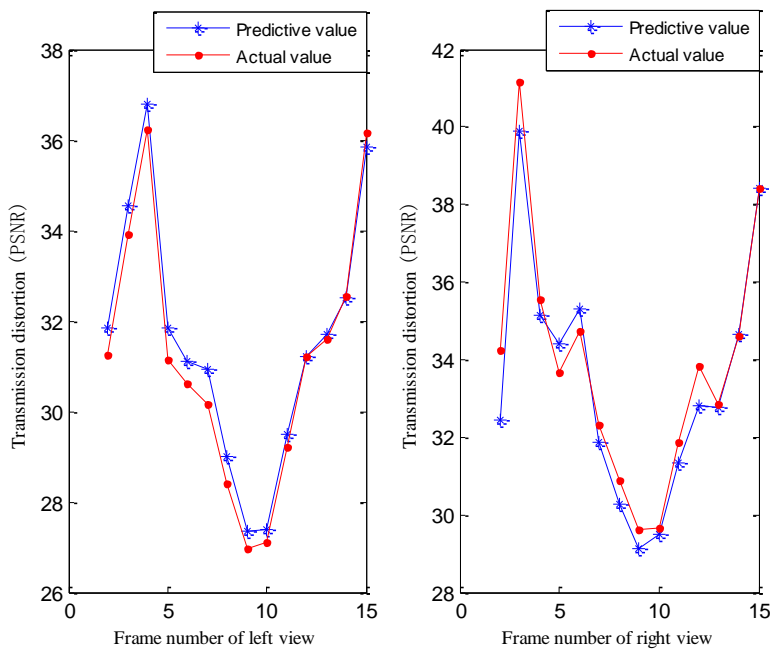 Predictive value
Actual value
38
36
34
32
30
28
26
Transmission distortion (PSNR)
0
5
10
15
Frame number of left view
Predictive value
Actual value
42
40
38
36
34
32
30
28
Transmission distortion (PSNR)
0
5
10
15
Frame number of right view